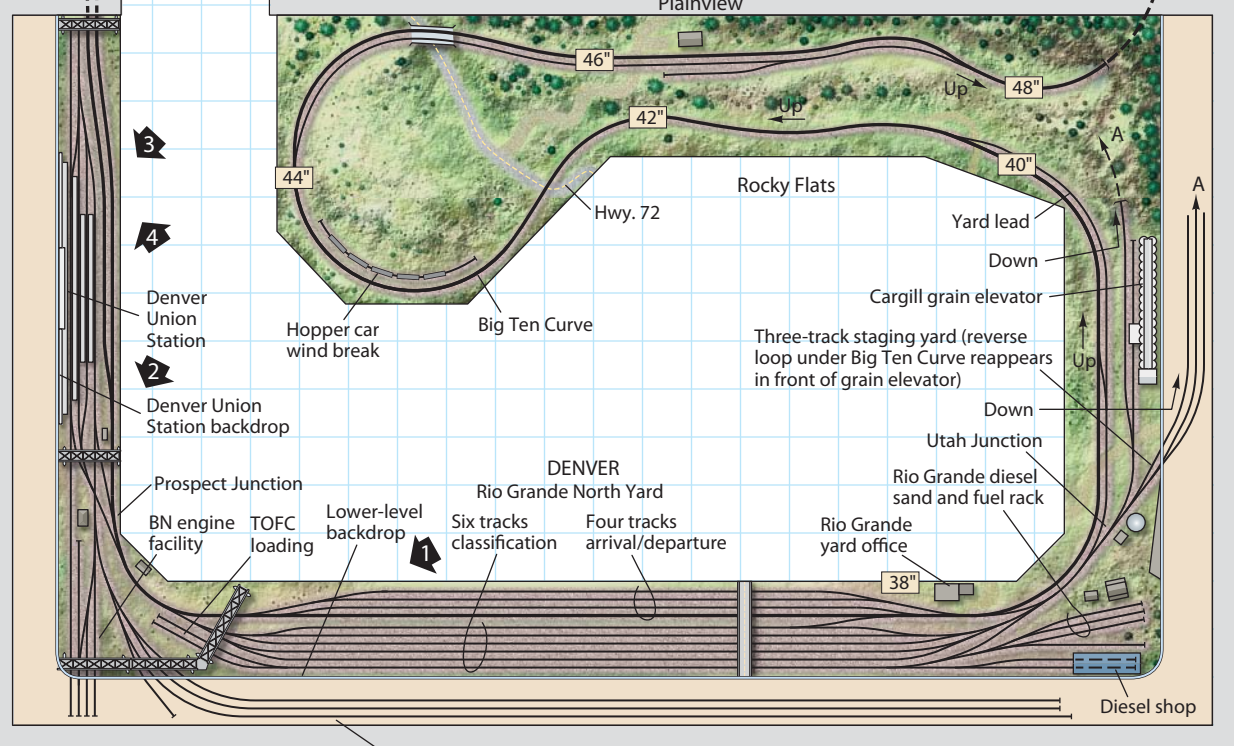 Plainview
46"
48"
Up
Up
42"
3
A
44"
40"
Rocky Flats
A
Hwy. 72
Yard lead
4
Down
Denver
Union
Station
Cargill grain elevator
Hopper car
wind break
Big Ten Curve
Three-track staging yard (reverse
loop under Big Ten Curve reappears
in front of grain elevator)
Up
2
Denver Union
Station backdrop
Down
Utah Junction
DENVER
Rio Grande North Yard
Prospect Junction
Rio Grande diesel
sand and fuel rack
BN engine
facility
TOFC
loading
Lower-level
backdrop
1
Six tracks
classification
Four tracks
arrival/departure
Rio Grande
yard office
38"
Diesel shop